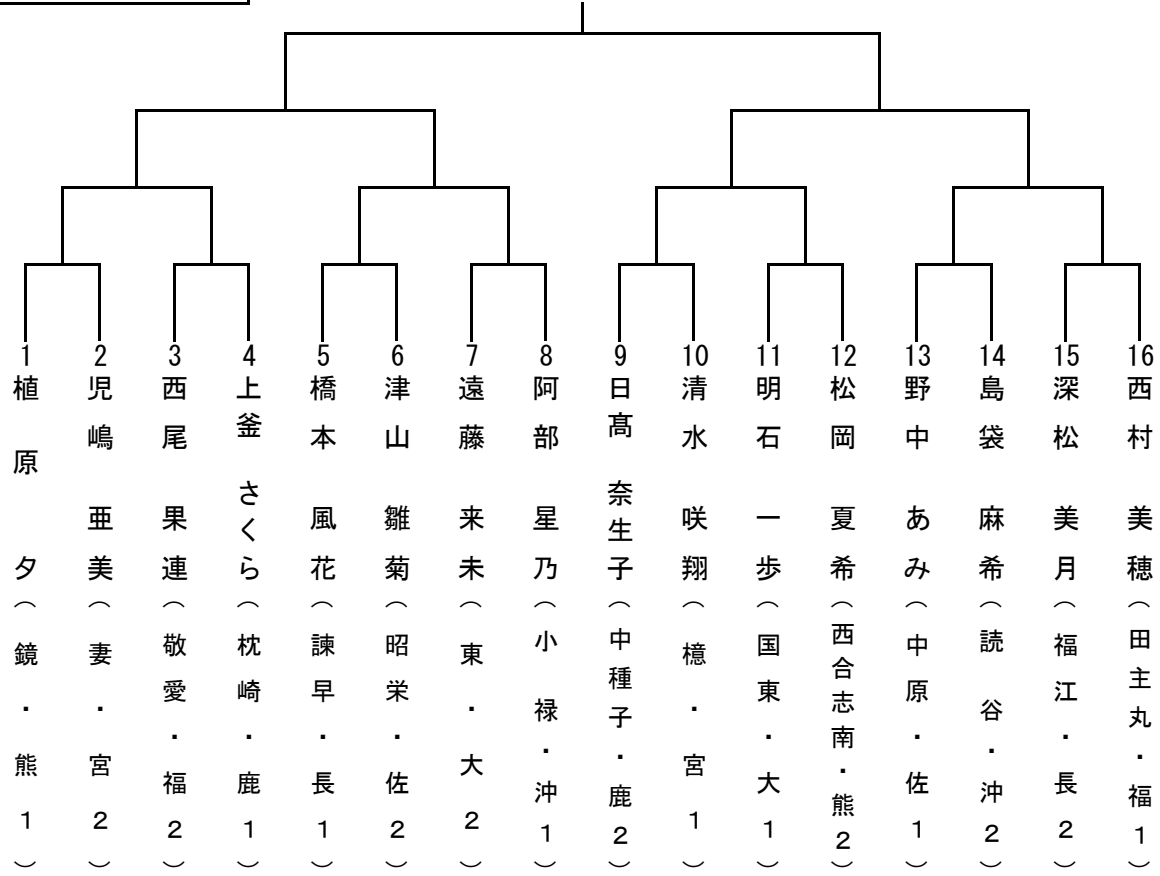 1 植原 夕（鏡・熊1）
2 児嶋 亜美（妻・宮2）
3 西尾 果連（敬愛・福2）
4 上釜 さくら（枕崎・鹿1）
5 橋本 風花（諫早・長1）
6 津山 雛菊（昭栄・佐2）
7 遠藤 来未（東・大2）
8 阿部 星乃（小禄・沖1）
9 日髙 奈生子（中種子・鹿2）
10 清水 咲翔（檍・宮1）
11 明石 一歩（国東・大1）
12 松岡 夏希（西合志南・熊2）
13 野中 あみ（中原・佐1）
14 島袋 麻希（読谷・沖2）
15 深松 美月（福江・長2）
16 西村 美穂（田主丸・福1）